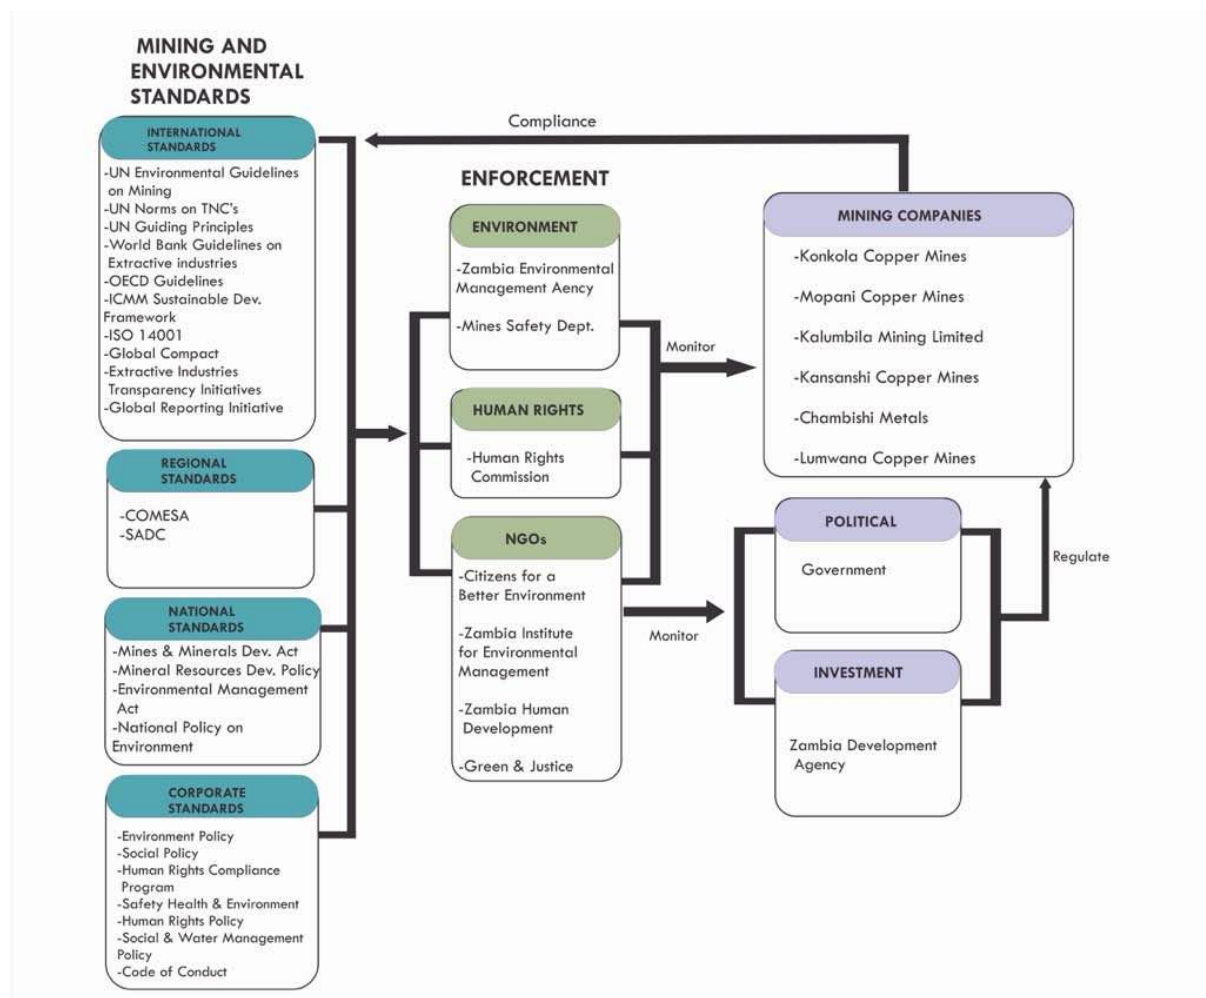 MINING AND
ENVIRONMENTAL
STANDARDS
INTERNATIONAL
STANDARDS
-UN Environmental Guidelines
on Mining
-UN Norms on TNC's
-UN Guiding Principles
-World Bank Guidelines on
Extractive industries
-OECD Guidelines
-ICMM Sustainable Dev.
Framework
-ISO 14001
-Global Compact
-Extractive Industries
Transparency Initiatives
-Global Reporting Initiative
REGIONAL
STANDARDS
-COMESA
-SADC
NATIONAL
STANDARDS
-Mines & Minerals Dev. Act
-Mineral Resources Dev. Policy
-Environmental Management
Act
-National Policy on
Environment
CORPORATE
STANDARDS
-Environment Policy
-Social Policy
-Human Rights Compliance
Program
-Safety Health & Environment
-Human Rights Policy
-Social & Water Management
Policy
-Code of Conduct
Compliance
ENFORCEMENT
ENVIRONMENT
-Zambia Environmental
Management Aency
-Mines Safety Dept.
HUMAN RIGHTS
-Human Rights
Commission
NGOs
-Citizens for a
Better Environment
-Zambia Institute
for Environmental
Management
-Zambia Human
Development
-Green & Justice
Monitor
Monitor
MINING COMPANIES
-Konkola Copper Mines
-Mopani Copper Mines
-Kalumbila Mining Limited
-Kansanshi Copper Mines
-Chambishi Metals
-Lumwana Copper Mines
POLITICAL
Government
INVESTMENT
Zambia Development
Agency
Regulate